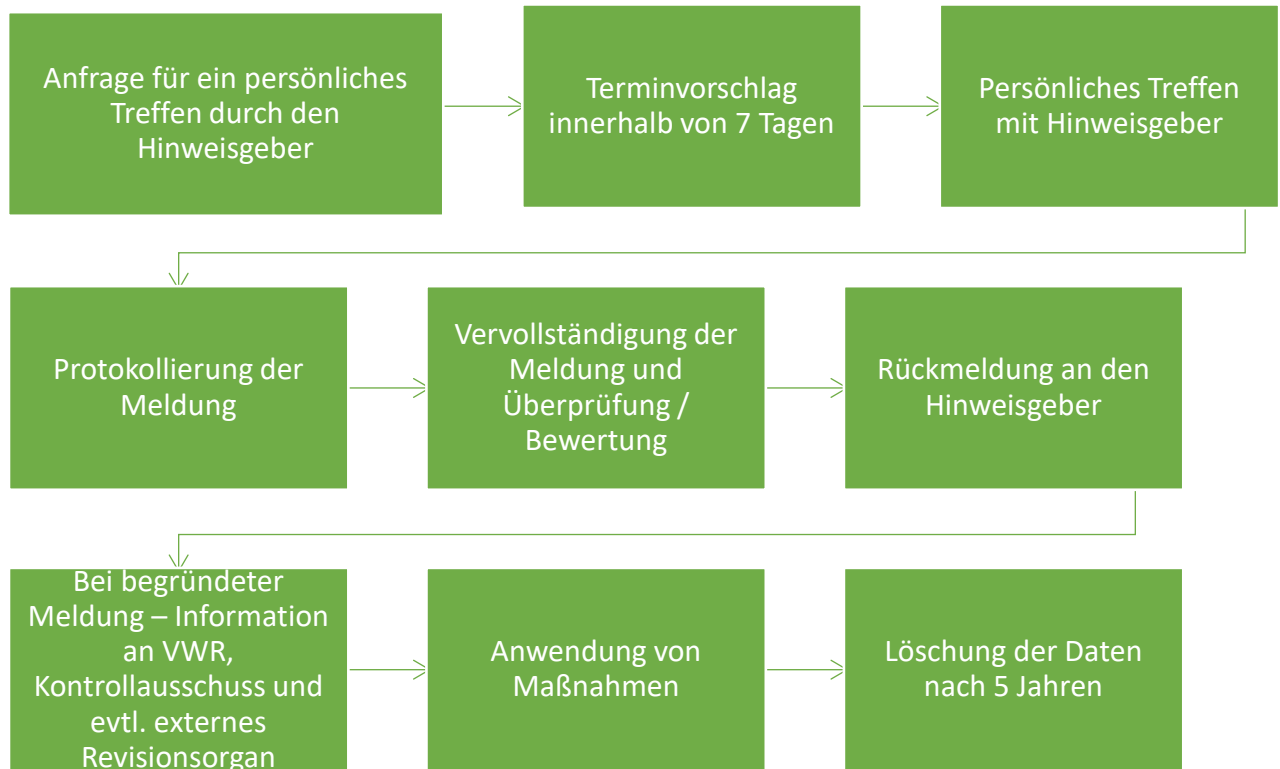 Anfrage für ein persönliches
Treffen durch den
Hinweisgeber
Terminvorschlag
innerhalb von 7 Tagen
Persönliches Treffen
mit Hinweisgeber
Protokollierung der
Meldung
Vervollständigung der
Meldung und
Überprüfung /
Bewertung
Rückmeldung an den
Hinweisgeber
Bei begründeter
Meldung – Information
an VWR,
Kontrollausschuss und
evtl. externes
Revisionsorgan
Anwendung von
Maßnahmen
Löschung der Daten
nach 5 Jahren